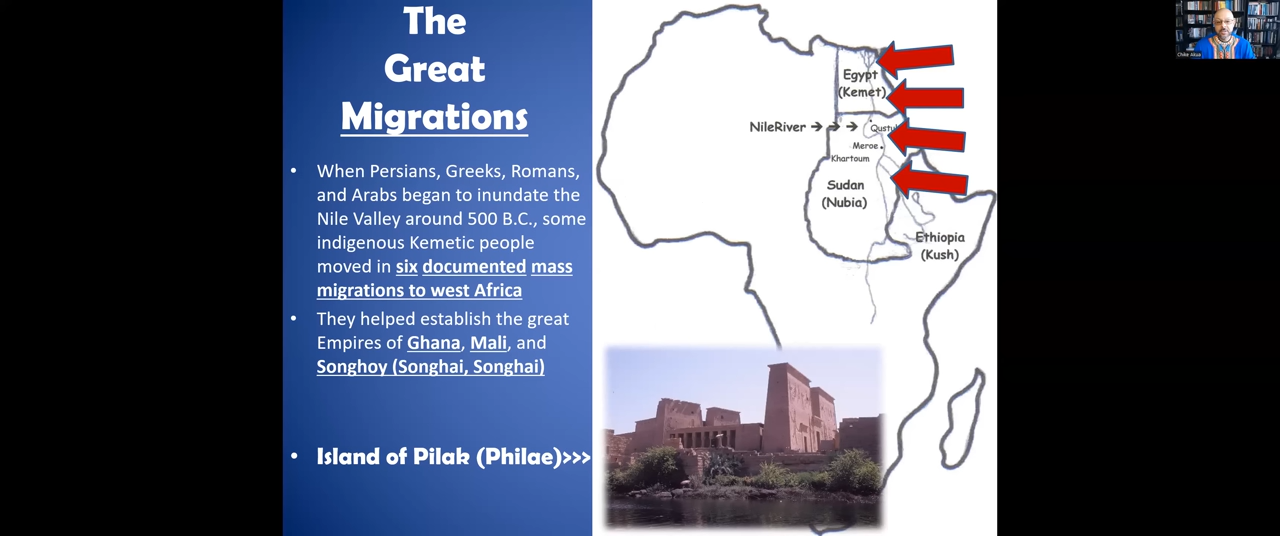 The
Great
Migrations
• When Persians, Greeks, Romans,
and Arabs began to inundate the
Nile Valley around 500 B.C., some
indigenous Kemetic people
moved in six documented mass
migrations to west Africa
• They helped establish the great
Empires of Ghana, Mali, and
Songhoy (Songhai, Songhai)
• Island of Pilak (Philae)>>>
Egypt
(Kemet)
NileRiver → → →
Meroe
Khartoum
Sudan
(Nubia)
Ethiopia
(Kush)
Chike Akua